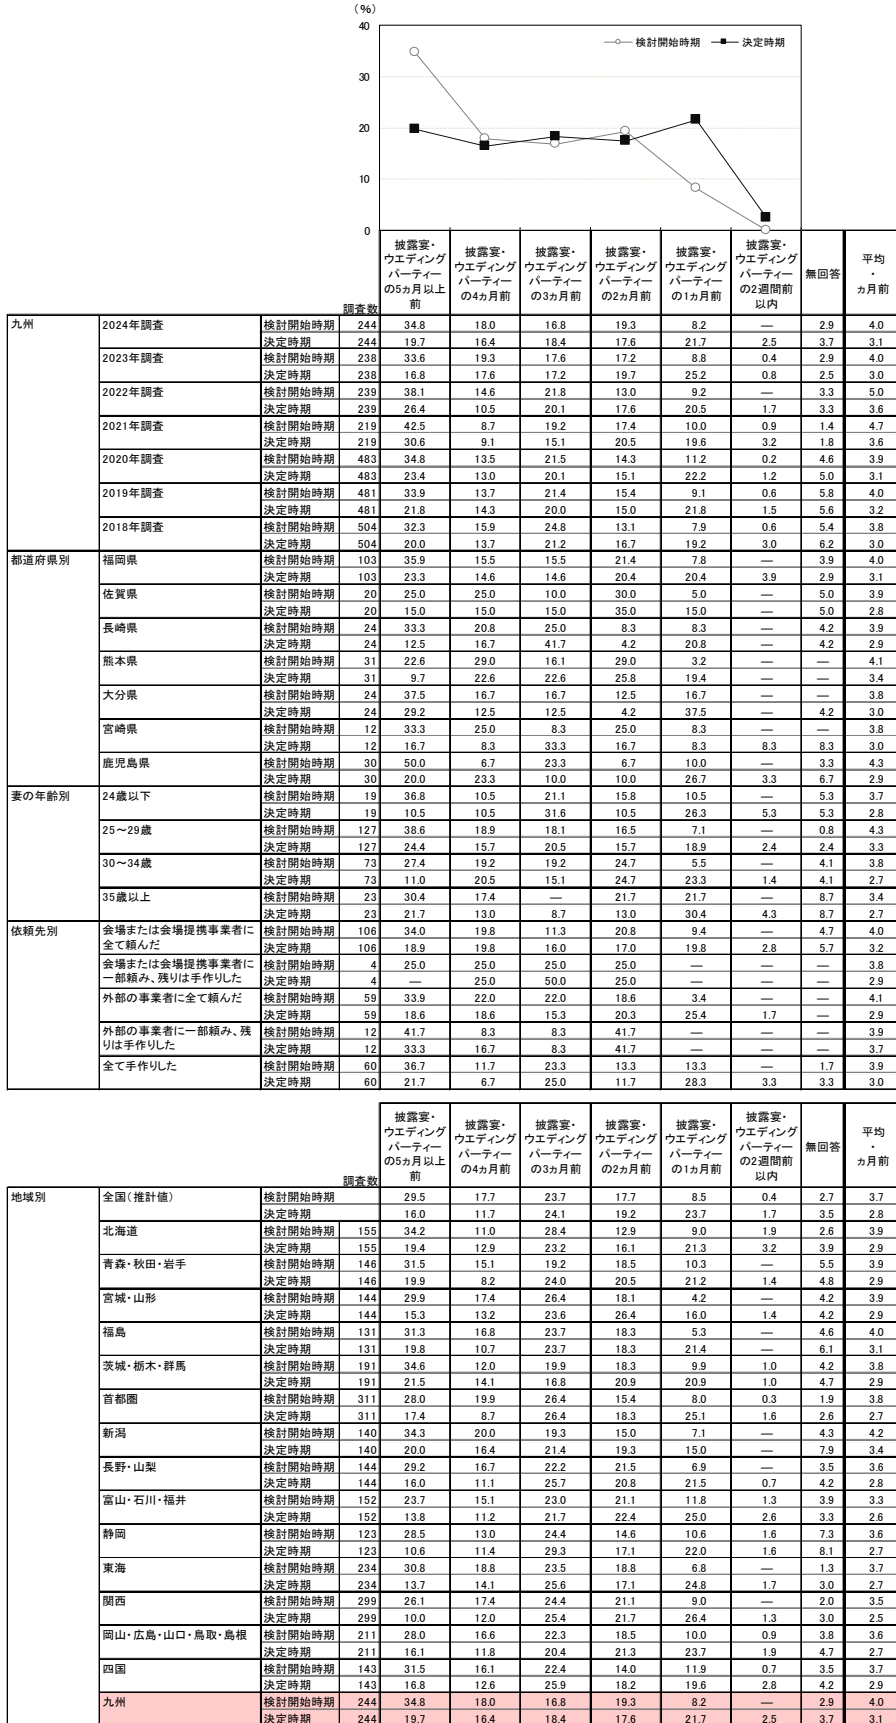 （％）
40
30
20
10
0
検討開始時期 決定時期
調査数 披露宴・ウエディングパーティーの5ヵ月以上前 披露宴・ウエディングパーティーの4ヵ月前 披露宴・ウエディングパーティーの3ヵ月前 披露宴・ウエディングパーティーの2ヵ月前 披露宴・ウエディングパーティーの1ヵ月前 披露宴・ウエディングパーティーの2週間前以内 無回答 平均・ヵ月前
九州 2024年調査 検討開始時期 244 34.8 18.0 16.8 19.3 8.2 ― 2.9 4.0
決定時期 244 19.7 16.4 18.4 17.6 21.7 2.5 3.7 3.1
2023年調査 検討開始時期 238 33.6 19.3 17.6 17.2 8.8 0.4 2.9 4.0
決定時期 238 16.8 17.6 17.2 19.7 25.2 0.8 2.5 3.0
2022年調査 検討開始時期 239 38.1 14.6 21.8 13.0 9.2 ― 3.3 5.0
決定時期 239 26.4 10.5 20.1 17.6 20.5 1.7 3.3 3.6
2021年調査 検討開始時期 219 42.5 8.7 19.2 17.4 10.0 0.9 1.4 4.7
決定時期 219 30.6 9.1 15.1 20.5 19.6 3.2 1.8 3.6
2020年調査 検討開始時期 483 34.8 13.5 21.5 14.3 11.2 0.2 4.6 3.9
決定時期 483 23.4 13.0 20.1 15.1 22.2 1.2 5.0 3.1
2019年調査 検討開始時期 481 33.9 13.7 21.4 15.4 9.1 0.6 5.8 4.0
決定時期 481 21.8 14.3 20.0 15.0 21.8 1.5 5.6 3.2
2018年調査 検討開始時期 504 32.3 15.9 24.8 13.1 7.9 0.6 5.4 3.8
決定時期 504 20.0 13.7 21.2 16.7 19.2 3.0 6.2 3.0
都道府県別 福岡県 検討開始時期 103 35.9 15.5 15.5 21.4 7.8 ― 3.9 4.0
決定時期 103 23.3 14.6 14.6 20.4 20.4 3.9 2.9 3.1
佐賀県 検討開始時期 20 25.0 25.0 10.0 30.0 5.0 ― 5.0 3.9
決定時期 20 15.0 15.0 15.0 35.0 15.0 ― 5.0 2.8
長崎県 検討開始時期 24 33.3 20.8 25.0 8.3 8.3 ― 4.2 3.9
決定時期 24 12.5 16.7 41.7 4.2 20.8 ― 4.2 2.9
熊本県 検討開始時期 31 22.6 29.0 16.1 29.0 3.2 ― ― 4.1
決定時期 31 9.7 22.6 22.6 25.8 19.4 ― ― 3.4
大分県 検討開始時期 24 37.5 16.7 16.7 12.5 16.7 ― ― 3.8
決定時期 24 29.2 12.5 12.5 4.2 37.5 ― 4.2 3.0
宮崎県 検討開始時期 12 33.3 25.0 8.3 25.0 8.3 ― ― 3.8
決定時期 12 16.7 8.3 33.3 16.7 8.3 8.3 8.3 3.0
鹿児島県 検討開始時期 30 50.0 6.7 23.3 6.7 10.0 ― 3.3 4.3
決定時期 30 20.0 23.3 10.0 10.0 26.7 3.3 6.7 2.9
妻の年齢別 24歳以下 検討開始時期 19 36.8 10.5 21.1 15.8 10.5 ― 5.3 3.7
決定時期 19 10.5 10.5 31.6 10.5 26.3 5.3 5.3 2.8
25～29歳 検討開始時期 127 38.6 18.9 18.1 16.5 7.1 ― 0.8 4.3
決定時期 127 24.4 15.7 20.5 15.7 18.9 2.4 2.4 3.3
30～34歳 検討開始時期 73 27.4 19.2 19.2 24.7 5.5 ― 4.1 3.8
決定時期 73 11.0 20.5 15.1 24.7 23.3 1.4 4.1 2.7
35歳以上 検討開始時期 23 30.4 17.4 ― 21.7 21.7 ― 8.7 3.4
決定時期 23 21.7 13.0 8.7 13.0 30.4 4.3 8.7 2.7
依頼先別 会場または会場提携事業者に 検討開始時期 106 34.0 19.8 11.3 20.8 9.4 ― 4.7 4.0
全て頼んだ 決定時期 106 18.9 19.8 16.0 17.0 19.8 2.8 5.7 3.2
会場または会場提携事業者に 検討開始時期 4 25.0 25.0 25.0 25.0 ― ― ― 3.8
一部頼み、残りは手作りした 決定時期 4 ― 25.0 50.0 25.0 ― ― ― 2.9
外部の事業者に全て頼んだ 検討開始時期 59 33.9 22.0 22.0 18.6 3.4 ― ― 4.1
決定時期 59 18.6 18.6 15.3 20.3 25.4 1.7 ― 2.9
外部の事業者に一部頼み、残 検討開始時期 12 41.7 8.3 8.3 41.7 ― ― ― 3.9
りは手作りした 決定時期 12 33.3 16.7 8.3 41.7 ― ― ― 3.7
全て手作りした 検討開始時期 60 36.7 11.7 23.3 13.3 13.3 ― 1.7 3.9
決定時期 60 21.7 6.7 25.0 11.7 28.3 3.3 3.3 3.0
調査数 披露宴・ウエディングパーティーの5ヵ月以上前 披露宴・ウエディングパーティーの4ヵ月前 披露宴・ウエディングパーティーの3ヵ月前 披露宴・ウエディングパーティーの2ヵ月前 披露宴・ウエディングパーティーの1ヵ月前 披露宴・ウエディングパーティーの2週間前以内 無回答 平均・ヵ月前
地域別 全国（推計値） 検討開始時期 29.5 17.7 23.7 17.7 8.5 0.4 2.7 3.7
決定時期 16.0 11.7 24.1 19.2 23.7 1.7 3.5 2.8
北海道 検討開始時期 155 34.2 11.0 28.4 12.9 9.0 1.9 2.6 3.9
決定時期 155 19.4 12.9 23.2 16.1 21.3 3.2 3.9 2.9
青森・秋田・岩手 検討開始時期 146 31.5 15.1 19.2 18.5 10.3 ― 5.5 3.9
決定時期 146 19.9 8.2 24.0 20.5 21.2 1.4 4.8 2.9
宮城・山形 検討開始時期 144 29.9 17.4 26.4 18.1 4.2 ― 4.2 3.9
決定時期 144 15.3 13.2 23.6 26.4 16.0 1.4 4.2 2.9
福島 検討開始時期 131 31.3 16.8 23.7 18.3 5.3 ― 4.6 4.0
決定時期 131 19.8 10.7 23.7 18.3 21.4 ― 6.1 3.1
茨城・栃木・群馬 検討開始時期 191 34.6 12.0 19.9 18.3 9.9 1.0 4.2 3.8
決定時期 191 21.5 14.1 16.8 20.9 20.9 1.0 4.7 2.9
首都圏 検討開始時期 311 28.0 19.9 26.4 15.4 8.0 0.3 1.9 3.8
決定時期 311 17.4 8.7 26.4 18.3 25.1 1.6 2.6 2.7
新潟 検討開始時期 140 34.3 20.0 19.3 15.0 7.1 ― 4.3 4.2
決定時期 140 20.0 16.4 21.4 19.3 15.0 ― 7.9 3.4
長野・山梨 検討開始時期 144 29.2 16.7 22.2 21.5 6.9 ― 3.5 3.6
決定時期 144 16.0 11.1 25.7 20.8 21.5 0.7 4.2 2.8
富山・石川・福井 検討開始時期 152 23.7 15.1 23.0 21.1 11.8 1.3 3.9 3.3
決定時期 152 13.8 11.2 21.7 22.4 25.0 2.6 3.3 2.6
静岡 検討開始時期 123 28.5 13.0 24.4 14.6 10.6 1.6 7.3 3.6
決定時期 123 10.6 11.4 29.3 17.1 22.0 1.6 8.1 2.7
東海 検討開始時期 234 30.8 18.8 23.5 18.8 6.8 ― 1.3 3.7
決定時期 234 13.7 14.1 25.6 17.1 24.8 1.7 3.0 2.7
関西 検討開始時期 299 26.1 17.4 24.4 21.1 9.0 ― 2.0 3.5
決定時期 299 10.0 12.0 25.4 21.7 26.4 1.3 3.0 2.5
岡山・広島・山口・鳥取・島根 検討開始時期 211 28.0 16.6 22.3 18.5 10.0 0.9 3.8 3.6
決定時期 211 16.1 11.8 20.4 21.3 23.7 1.9 4.7 2.7
四国 検討開始時期 143 31.5 16.1 22.4 14.0 11.9 0.7 3.5 3.7
決定時期 143 16.8 12.6 25.9 18.2 19.6 2.8 4.2 2.9
九州 検討開始時期 244 34.8 18.0 16.8 19.3 8.2 ― 2.9 4.0
決定時期 244 19.7 16.4 18.4 17.6 21.7 2.5 3.7 3.1